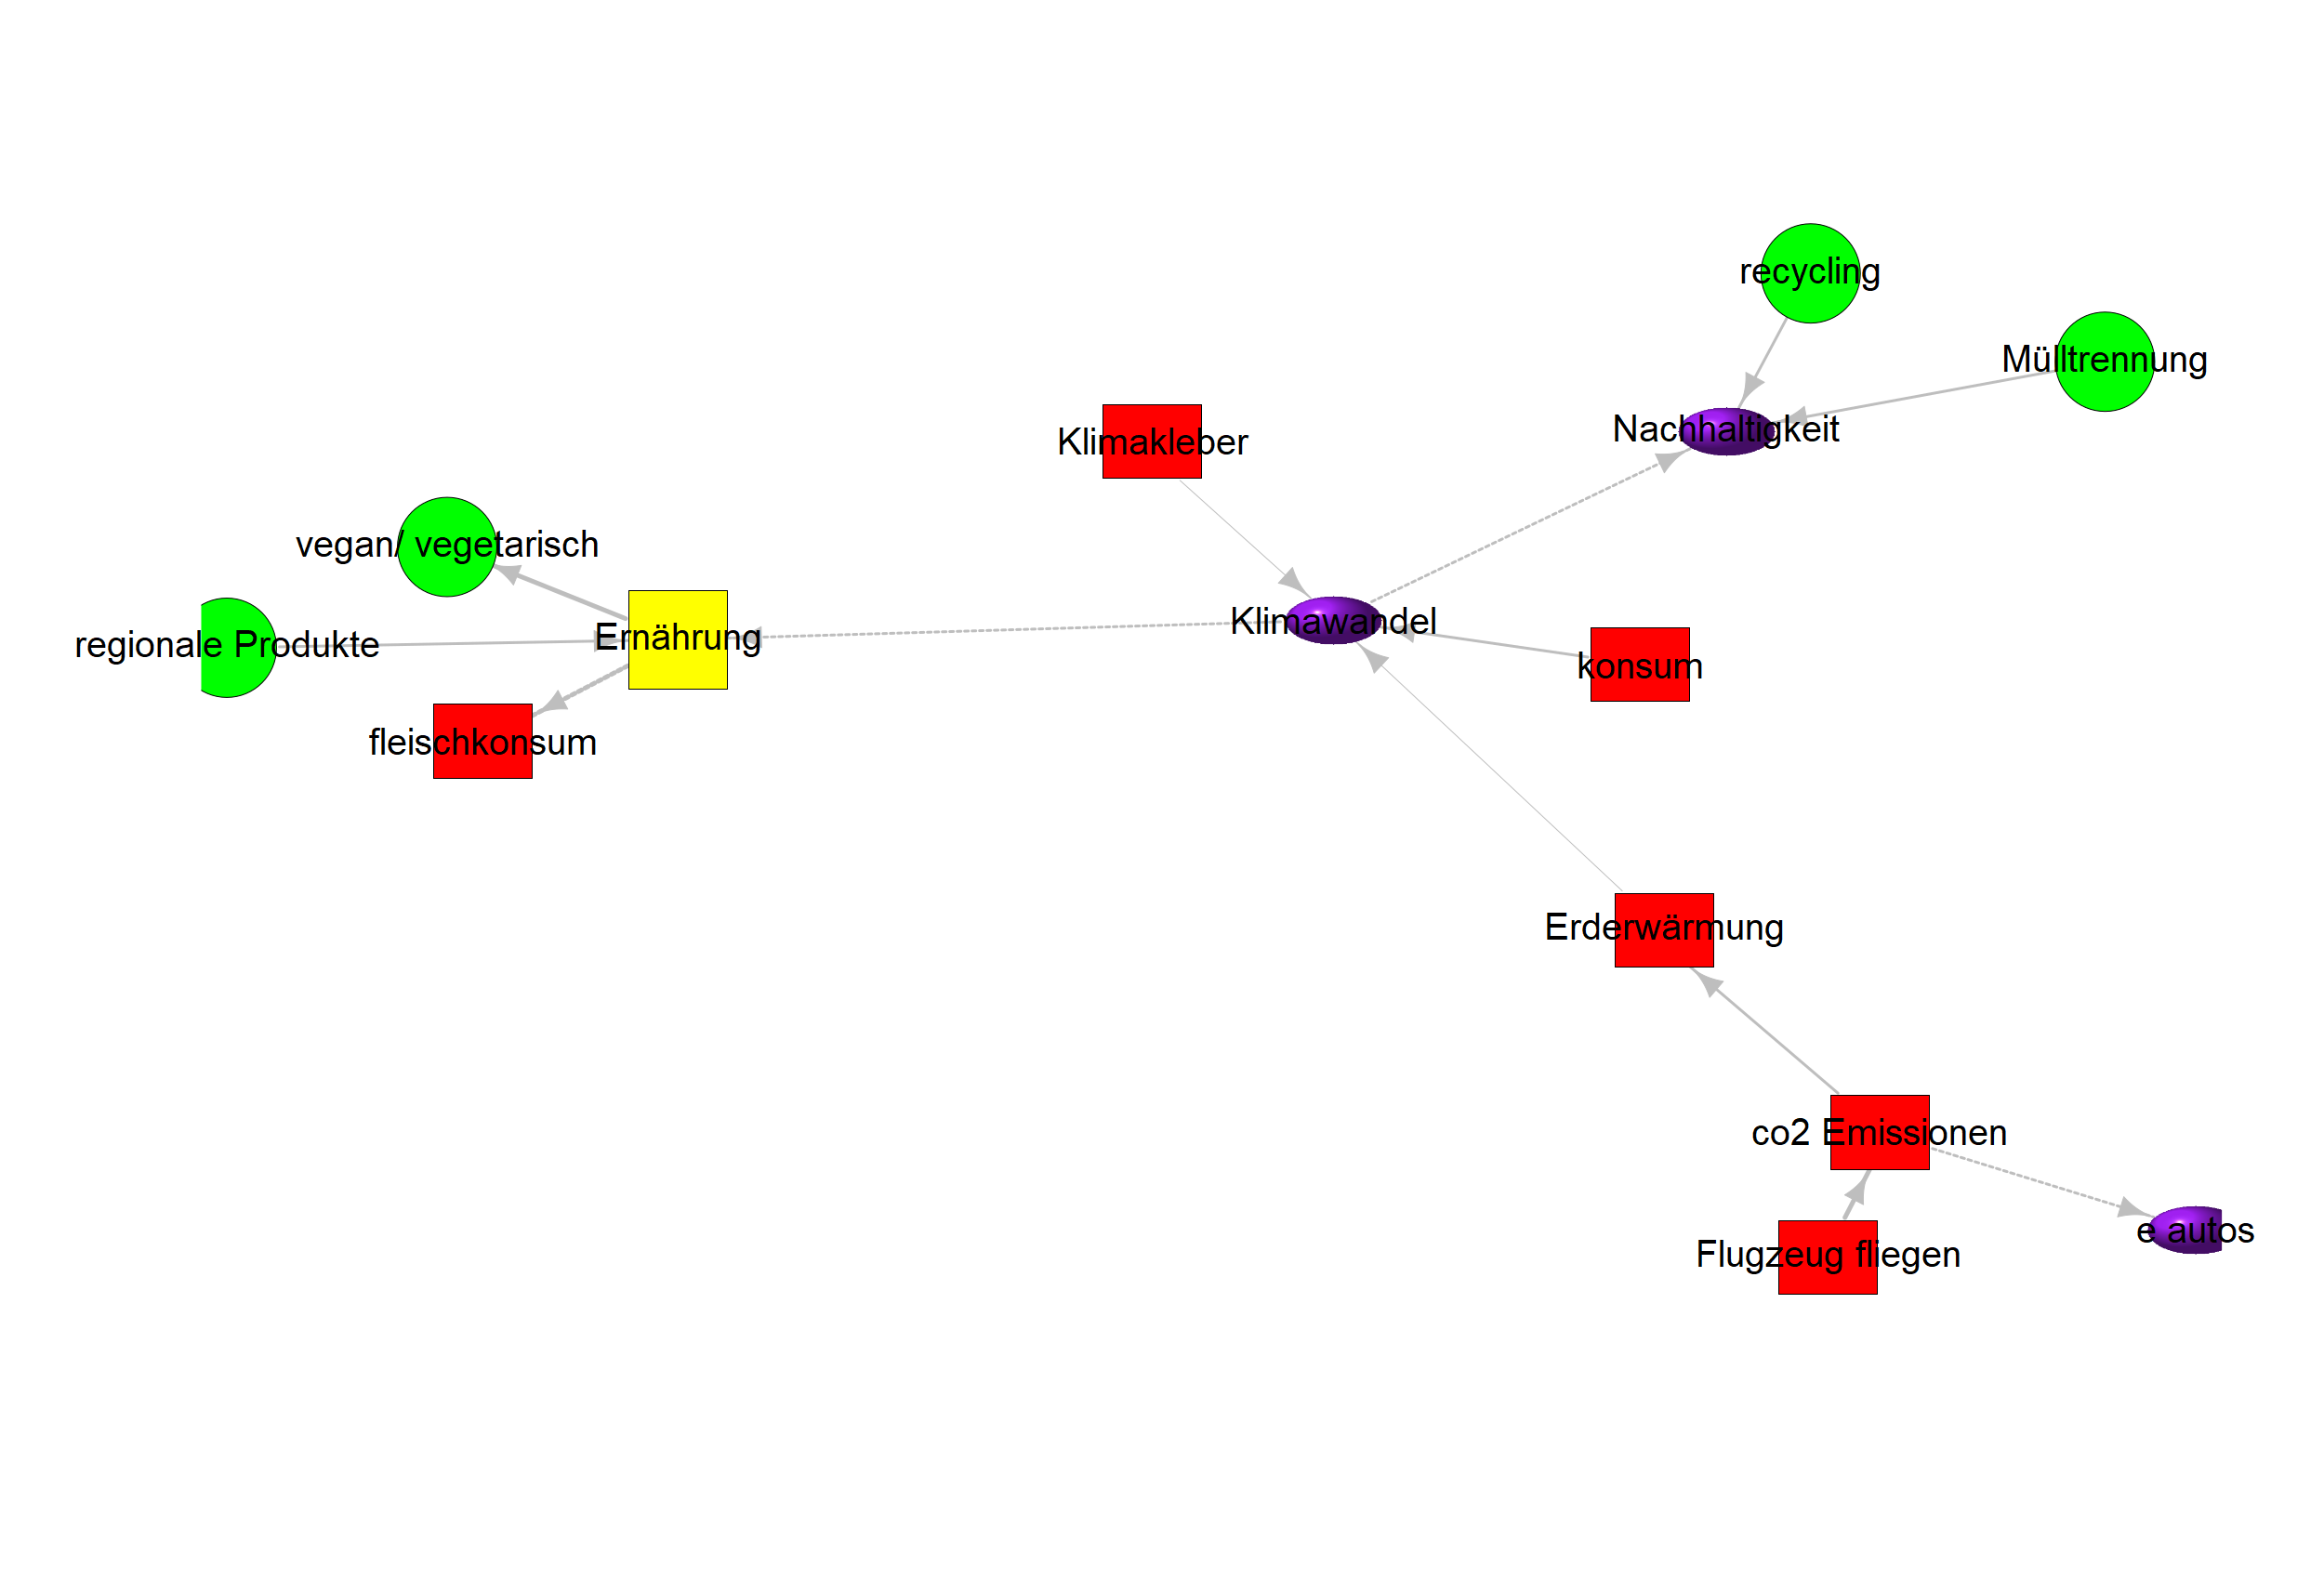 recycling
Mülltrennung
Nachhaltigkeit
Klimakleber
vegan/ vegetarisch
Klimawandel
Ernährung
regionale Produkte
konsum
fleischkonsum
Erderwärmung
co2 Emissionen
e autos
Flugzeug fliegen